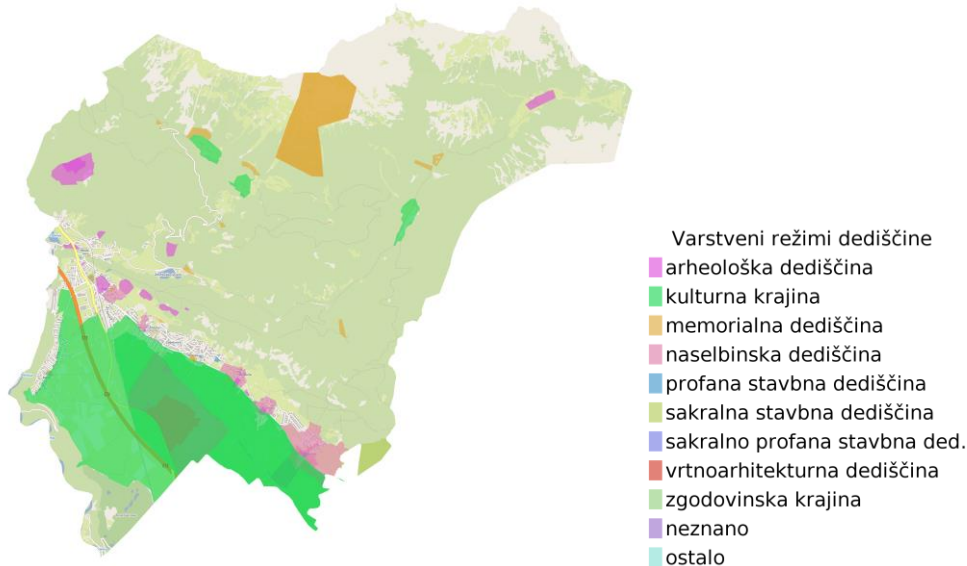 Varstveni režimi dediščine
arheološka dediščina
kulturna krajina
memorialna dediščina
naselbinska dediščina
profana stavbna dediščina
sakralna stavbna dediščina
sakralno profana stavbna ded.
vrtnoarhitekturna dediščina
zgodovinska krajina
neznano
ostalo